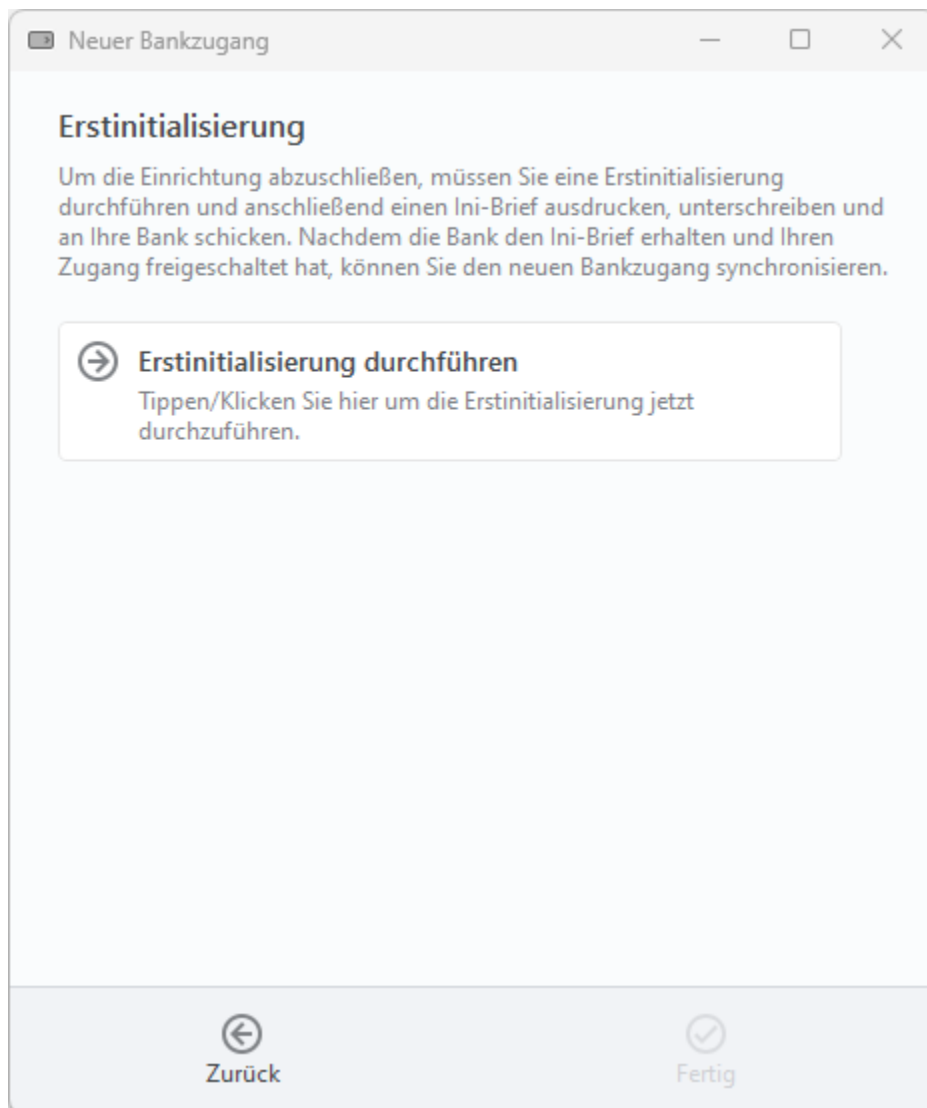 Neuer Bankzugang
Erstinitialisierung
Um die Einrichtung abzuschließen, müssen Sie eine Erstinitialisierung
durchführen und anschließend einen Ini-Brief ausdrucken, unterschreiben und
an Ihre Bank schicken. Nachdem die Bank den Ini-Brief erhalten und Ihren
Zugang freigeschaltet hat, können Sie den neuen Bankzugang synchronisieren.
Erstinitialisierung durchführen
Tippen/Klicken Sie hier um die Erstinitialisierung jetzt
durchzuführen.
Zurück
Fertig